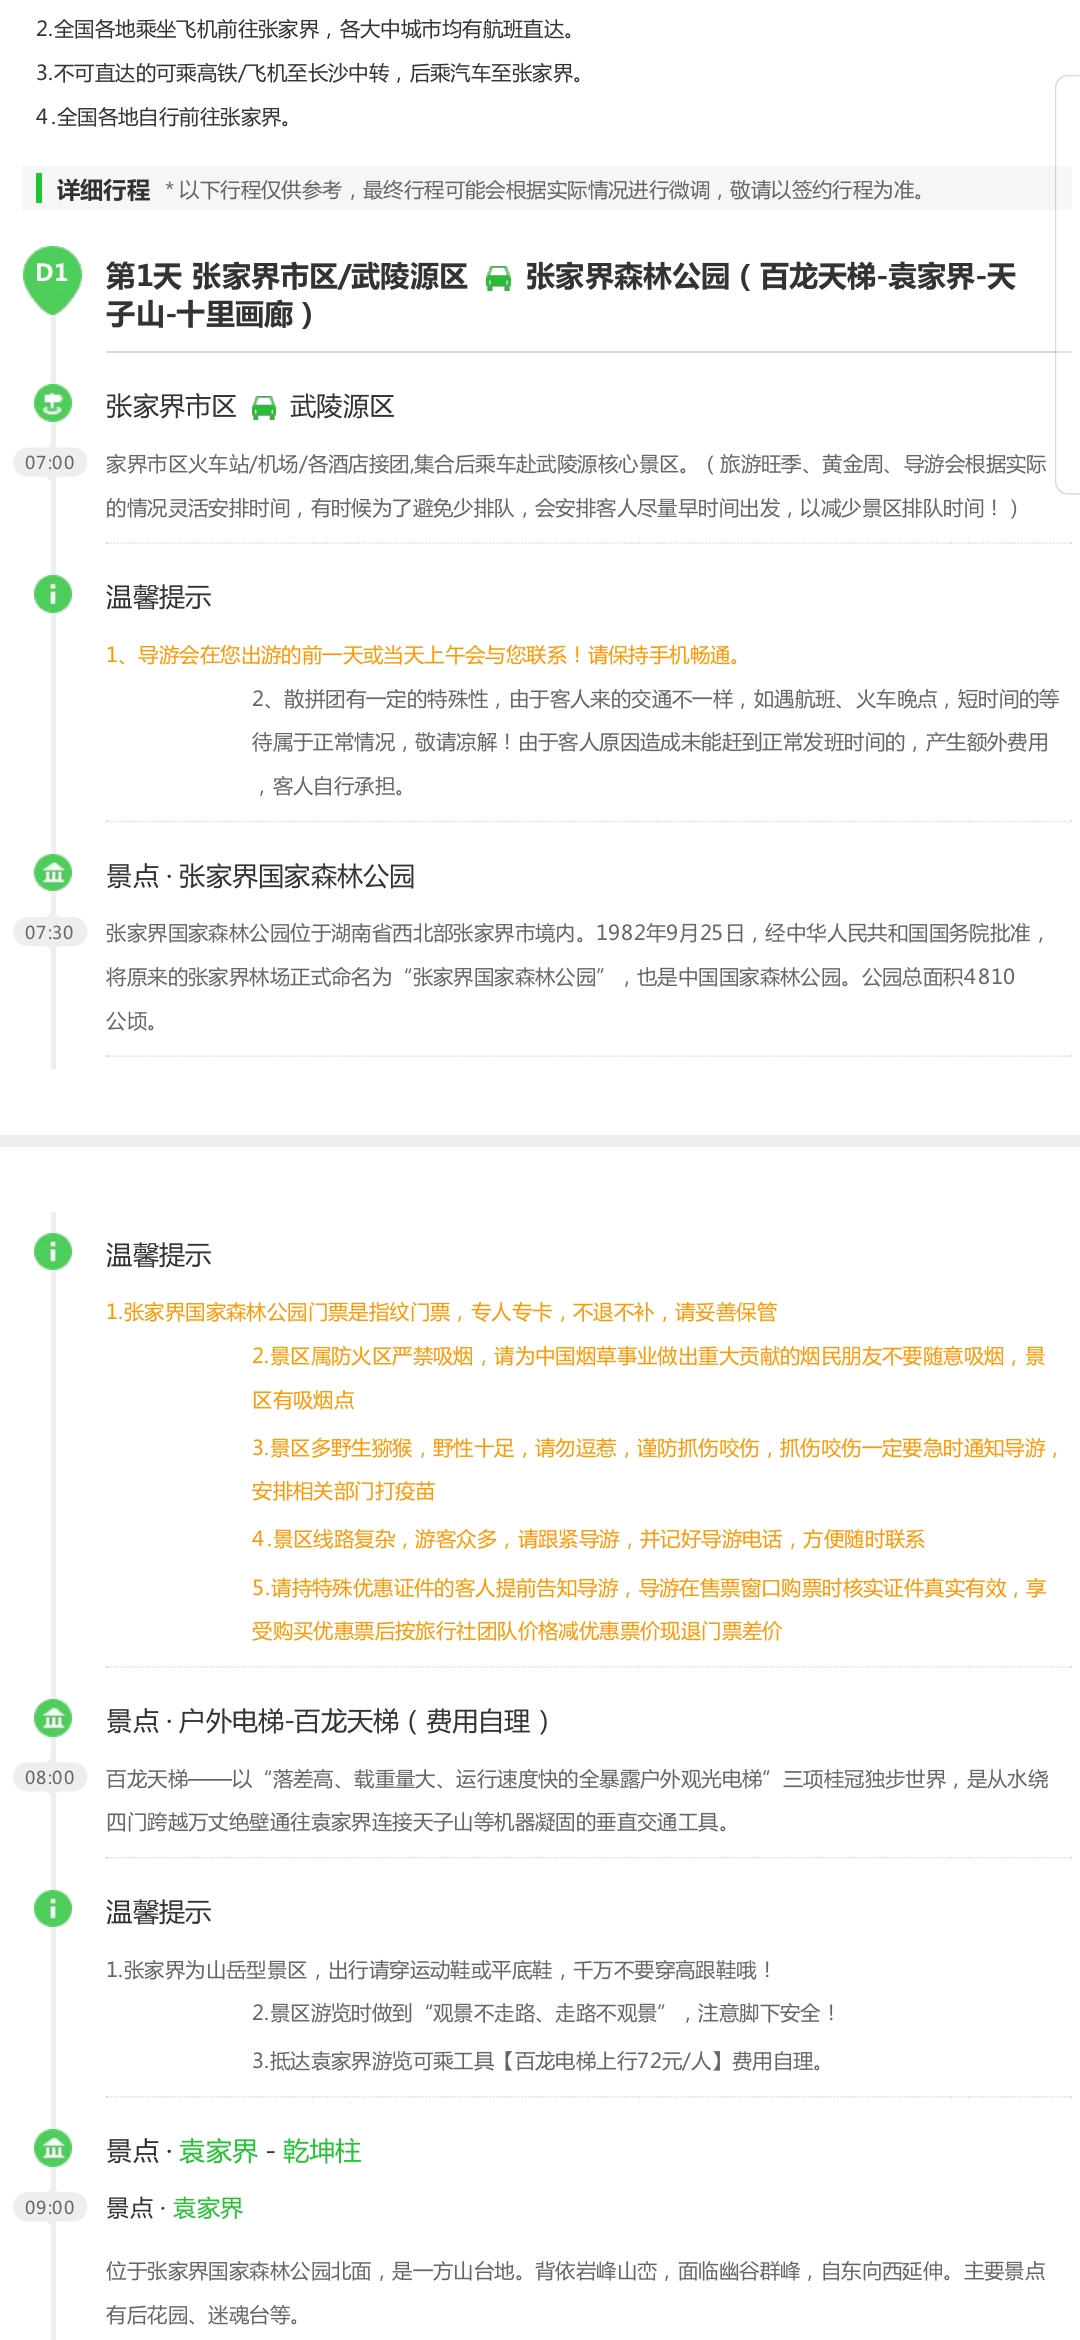 2.全国各地乘坐飞机前往张家界，各大中城市均有航班直达。
3.不可直达的可乘高铁/飞机至长沙中转，后乘汽车至张家界。
4.全国各地自行前往张家界。
详细行程 * 以下行程仅供参考，最终行程可能会根据实际情况进行微调，敬请以签约行程为准。
D1
第1天 张家界市区/武陵源区 张家界森林公园（百龙天梯-袁家界-天
子山-十里画廊）
张家界市区 武陵源区
07:00 家界市区火车站/机场/各酒店接团,集合后乘车赴武陵源核心景区。（旅游旺季、黄金周、导游会根据实际
的情况灵活安排时间，有时候为了避免少排队，会安排客人尽量早时间出发，以减少景区排队时间！）
温馨提示
1、导游会在您出游的前一天或当天上午会与您联系！请保持手机畅通。
2、散拼团有一定的特殊性，由于客人来的交通不一样，如遇航班、火车晚点，短时间的等
待属于正常情况，敬请凉解！由于客人原因造成未能赶到正常发班时间的，产生额外费用
，客人自行承担。
景点 · 张家界国家森林公园
07:30 张家界国家森林公园位于湖南省西北部张家界市境内。1982年9月25日，经中华人民共和国国务院批准，
将原来的张家界林场正式命名为“张家界国家森林公园”，也是中国国家森林公园。公园总面积4810
公顷。
温馨提示
1.张家界国家森林公园门票是指纹门票，专人专卡，不退不补，请妥善保管
2.景区属防火区严禁吸烟，请为中国烟草事业做出重大贡献的烟民朋友不要随意吸烟，景
区有吸烟点
3.景区多野生猕猴，野性十足，请勿逗惹，谨防抓伤咬伤，抓伤咬伤一定要急时通知导游，
安排相关部门打疫苗
4.景区线路复杂，游客众多，请跟紧导游，并记好导游电话，方便随时联系
5.请持特殊优惠证件的客人提前告知导游，导游在售票窗口购票时核实证件真实有效，享
受购买优惠票后按旅行社团队价格减优惠票价现退门票差价
景点 · 户外电梯-百龙天梯（费用自理）
08:00 百龙天梯——以“落差高、载重量大、运行速度快的全暴露户外观光电梯”三项桂冠独步世界，是从水绕
四门跨越万丈绝壁通往袁家界连接天子山等机器凝固的垂直交通工具。
温馨提示
1.张家界为山岳型景区，出行请穿运动鞋或平底鞋，千万不要穿高跟鞋哦！
2.景区游览时做到“观景不走路、走路不观景”，注意脚下安全！
3.抵达袁家界游览可乘工具【百龙电梯上行72元/人】费用自理。
景点 · 袁家界 - 乾坤柱
09:00 景点 · 袁家界
位于张家界国家森林公园北面，是一方山台地。背依岩峰山峦，面临幽谷群峰，自东向西延伸。主要景点
有后花园、迷魂台等。